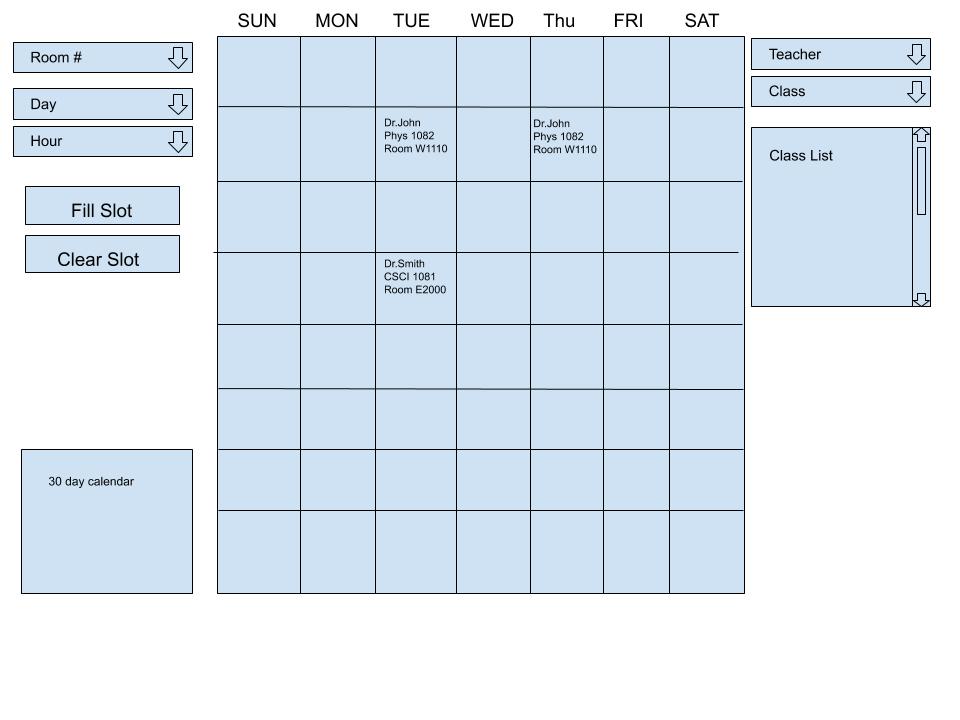 SUN MON TUE WED Thu FRI SAT
Room #
Day
Hour
Fill Slot
Clear Slot
30 day calendar
Dr.John
Phys 1082
Room W1110
Dr.John
Phys 1082
Room W1110
Dr.Smith
CSCI 1081
Room E2000
Teacher
Class
Class List